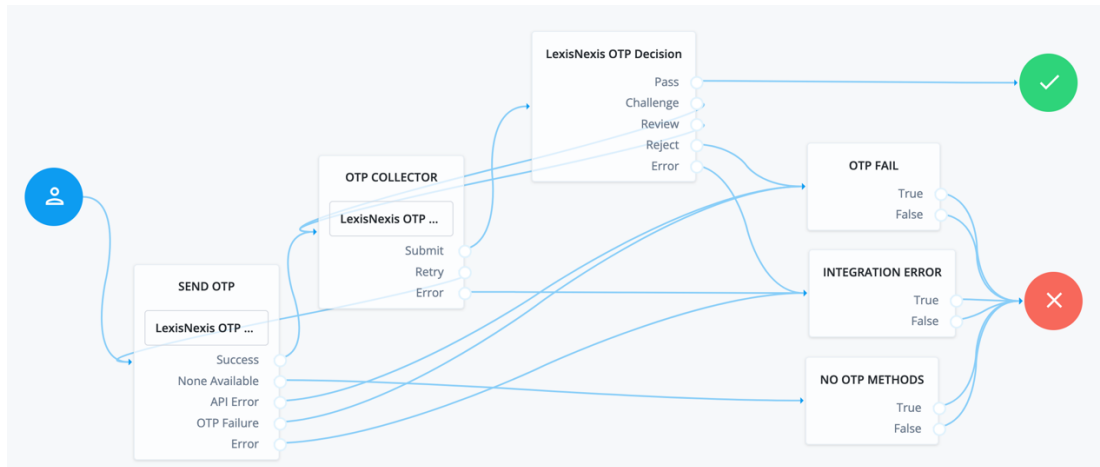 LexisNexis OTP Decision
Pass
Challenge
Review
Reject
Error
OTP COLLECTOR
LexisNexis OTP ...
Submit
Retry
Error
SEND OTP
LexisNexis OTP ...
Success
None Available
API Error
OTP Failure
Error
OTP FAIL
True
False
INTEGRATION ERROR
True
False
NO OTP METHODS
True
False